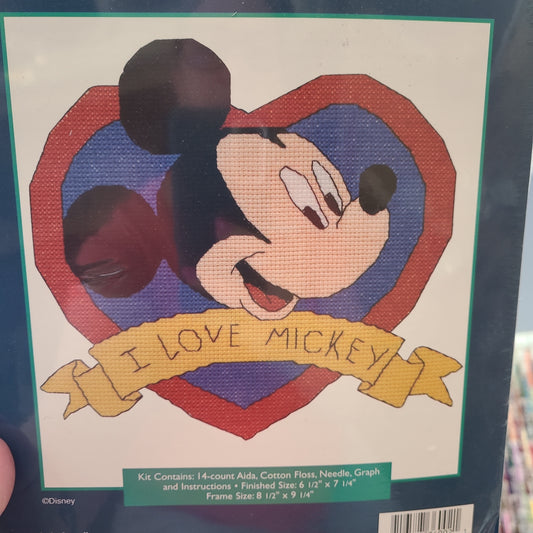 I LOVE MICKEY
Kit Contains: 14-count Aida, Cotton Floss, Needle, Graph
and Instructions • Finished Size: 6 1/2" x 7 1/4"
Frame Size: 8 1/2" x 9 1/4"
©Disney